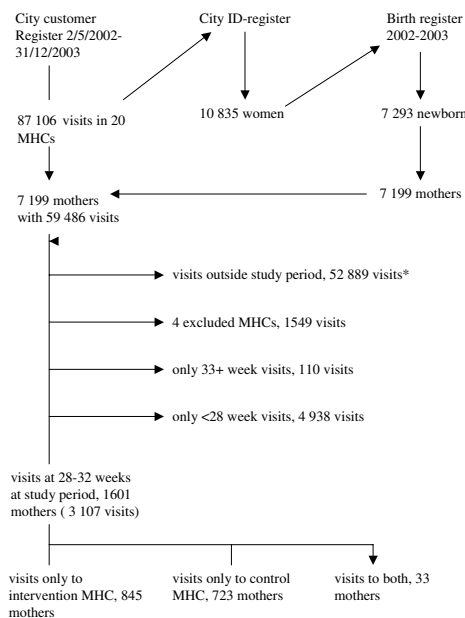 City customer
Register 2/5/2002-
31/12/2003
City ID-register
Birth register
2002-2003
87 106 visits in 20
MHCs
10 835 women
7 293 newborn
7 199 mothers
with 59 486 visits
7 199 mothers
visits outside study period, 52 889 visits*
4 excluded MHCs, 1549 visits
only 33+ week visits, 110 visits
only <28 week visits, 4 938 visits
visits at 28-32 weeks
at study period, 1601
mothers ( 3 107 visits)
visits only to
intervention MHC, 845
mothers
visits only to control
MHC, 723 mothers
visits to both, 33
mothers